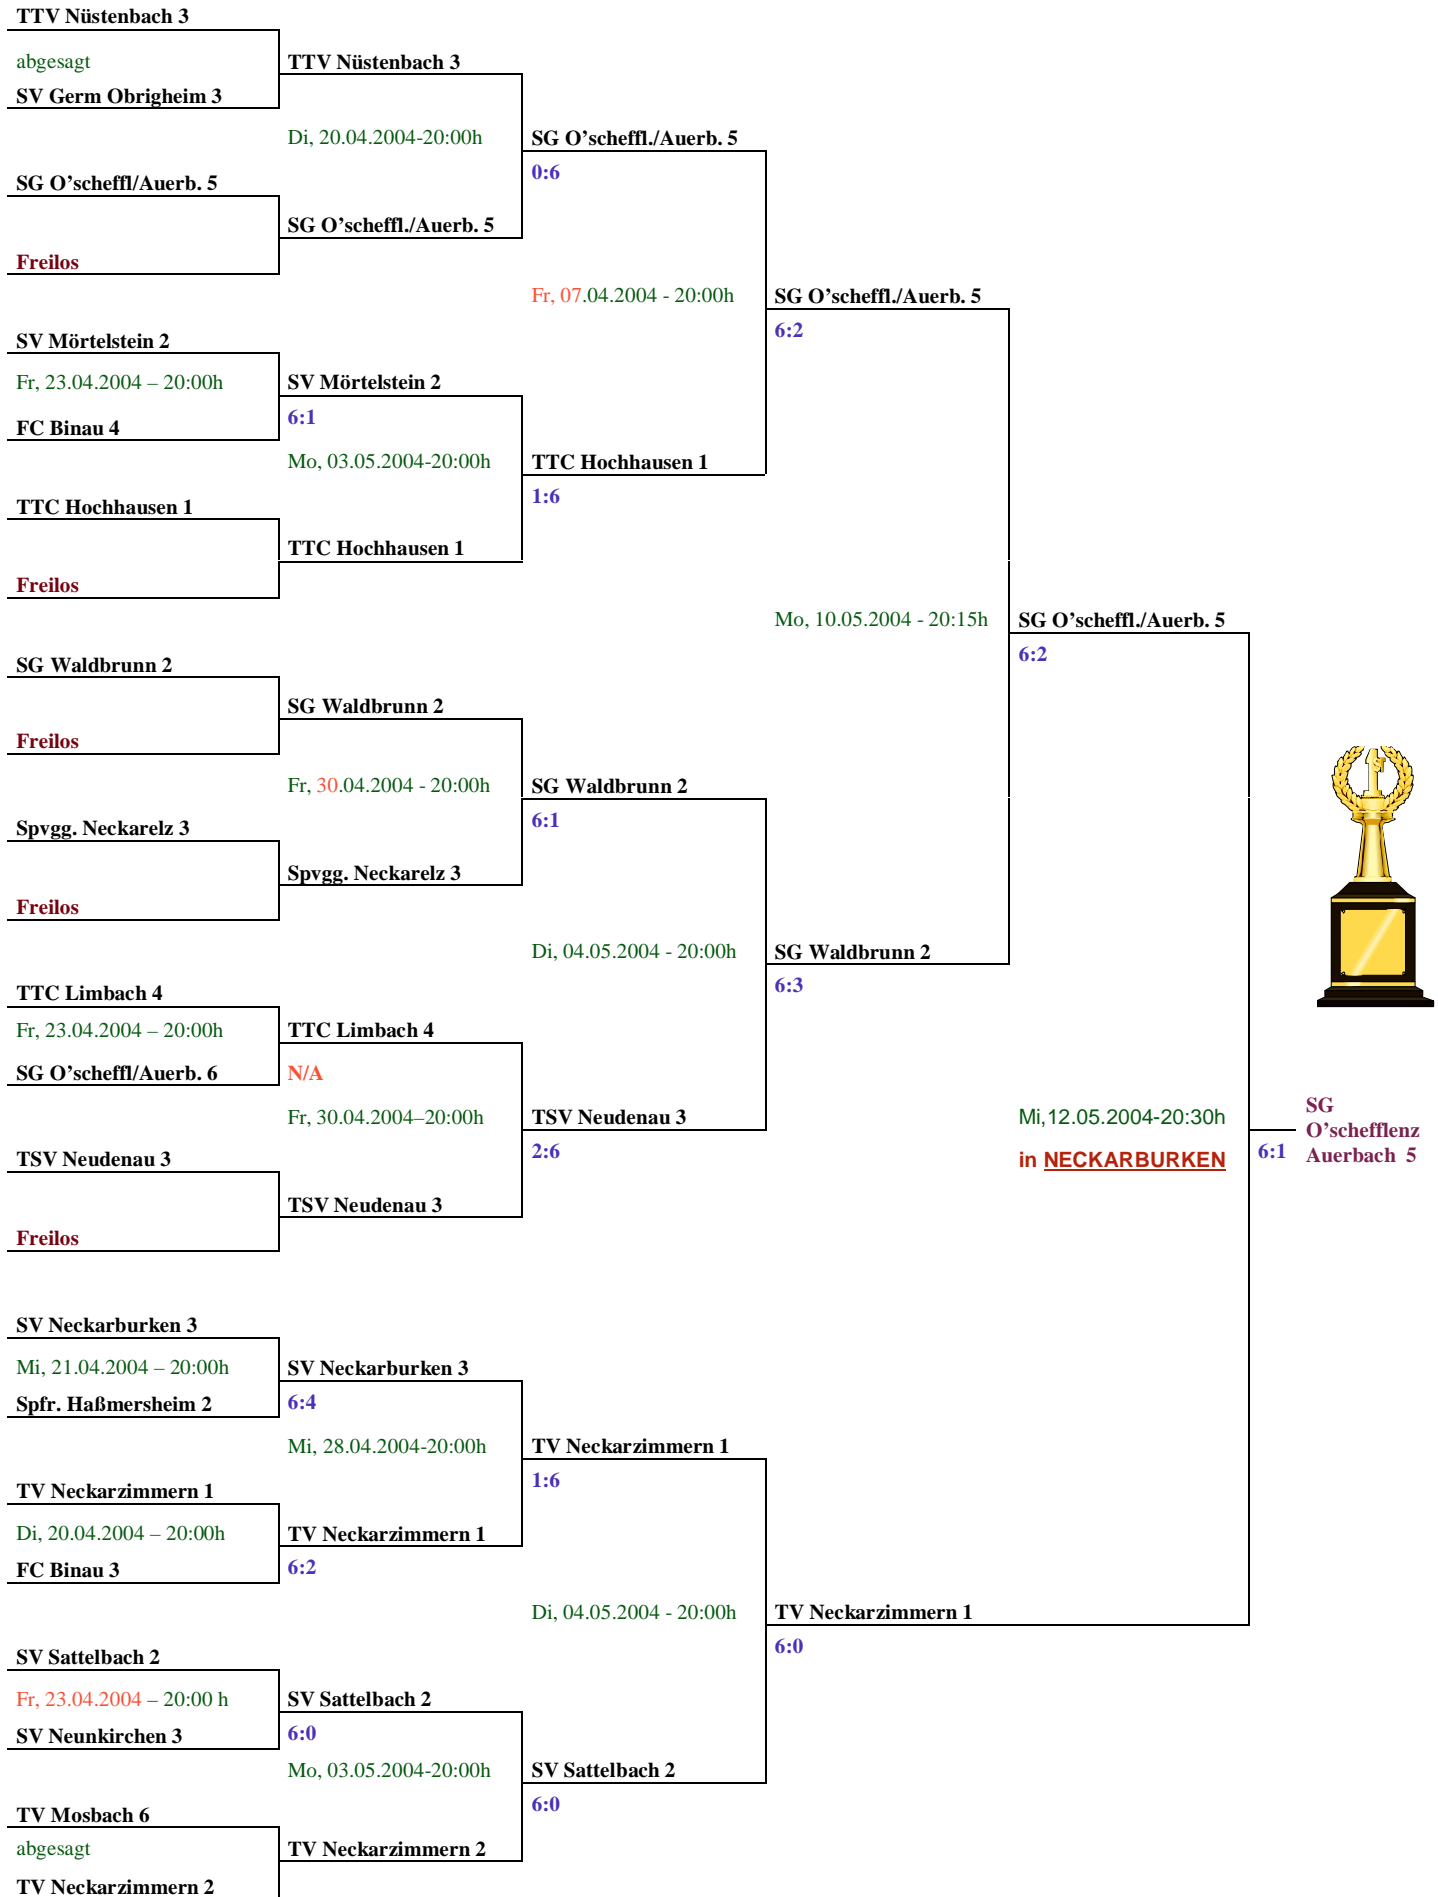 TTV Nüstenbach 3
abgesagt
TTV Nüstenbach 3
SV Germ Obrigheim 3
Di, 20.04.2004-20:00h
SG O'scheffl./Auerb. 5
0:6
SG O’scheffl/Auerb. 5
SG O’scheffl./Auerb. 5
Freilos
Fr, 07.04.2004 - 20:00h
SG O'scheffl./Auerb. 5
6:2
SV Mörtelstein 2
Fr, 23.04.2004 – 20:00h
SV Mörtelstein 2
6:1
FC Binau 4
Mo, 03.05.2004-20:00h
TTC Hochhausen 1
1:6
TTC Hochhausen 1
TTC Hochhausen 1
Freilos
Mo, 10.05.2004 - 20:15h
SG O'scheffl./Auerb. 5
6:2
SG Waldbrunn 2
SG Waldbrunn 2
Freilos
Fr, 30.04.2004 - 20:00h
SG Waldbrunn 2
6:1
Spvgg. Neckarelz 3
Spvgg. Neckarelz 3
Freilos
Di, 04.05.2004 - 20:00h
SG Waldbrunn 2
6:3
TTC Limbach 4
Fr, 23.04.2004 – 20:00h
TTC Limbach 4
SG O’scheffl/Auerb. 6
N/A
Fr, 30.04.2004–20:00h
TSV Neudenau 3
2:6
TSV Neudenau 3
TSV Neudenau 3
Freilos
Mi,12.05.2004-20:30h
in NECKARBURKEN
6:1
SG
O'schefflenz
Auerbach 5
SV Neckarburken 3
Mi, 21.04.2004 – 20:00h
SV Neckarburken 3
Spfr. Haßmersheim 2
6:4
Mi, 28.04.2004-20:00h
TV Neckarzimmern 1
1:6
TV Neckarzimmern 1
Di, 20.04.2004 – 20:00h
TV Neckarzimmern 1
FC Binau 3
6:2
Di, 04.05.2004 - 20:00h
TV Neckarzimmern 1
6:0
SV Sattelbach 2
Fr, 23.04.2004 – 20:00 h
SV Sattelbach 2
SV Neunkirchen 3
6:0
Mo, 03.05.2004-20:00h
SV Sattelbach 2
6:0
TV Mosbach 6
abgesagt
TV Neckarzimmern 2
TV Neckarzimmern 2